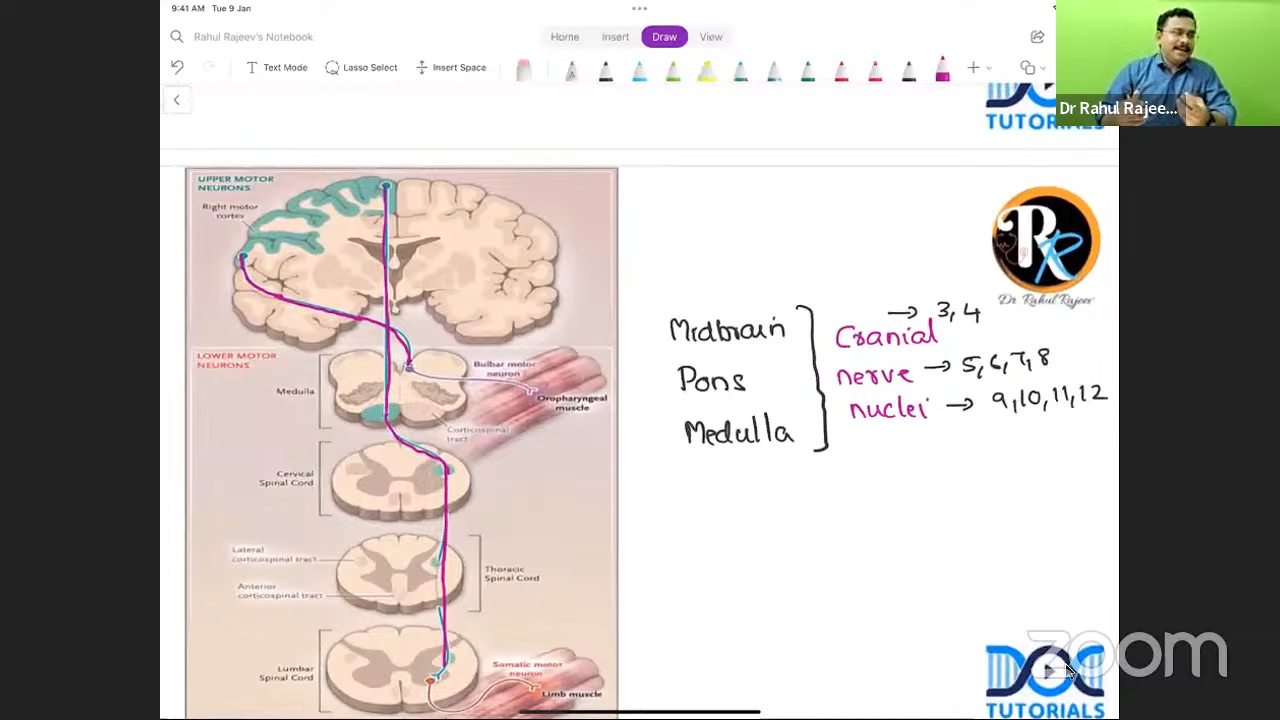 9:41 AM Tue 9 Jan
Rahul Rajeev's Notebook
Home Insert Draw View
Text Mode Lasso Select Insert Space
Dr Rahul Rajee...
TUTORIALS
UPPER MOTOR
NEURONS
Right motor
cortex
LOWER MOTOR
NEURONS
Medulla
Bulbar motor
neuron
Oropharyngeal
muscle
Corticospinal
tract
Cervical
Spinal Cord
Lateral
corticospinal tract
Anterior
corticospinal tract
Thoracic
Spinal Cord
Lumbar
Spinal Cord
Somatic motor
neuron
Limb muscle
R
R
Dr Rahul Rajeev
Midbrain
Pons
Medulla
Cranial → 3, 4
nerve → 5, 6, 7, 8
nuclei → 9, 10, 11, 12
zoom
TUTORIALS